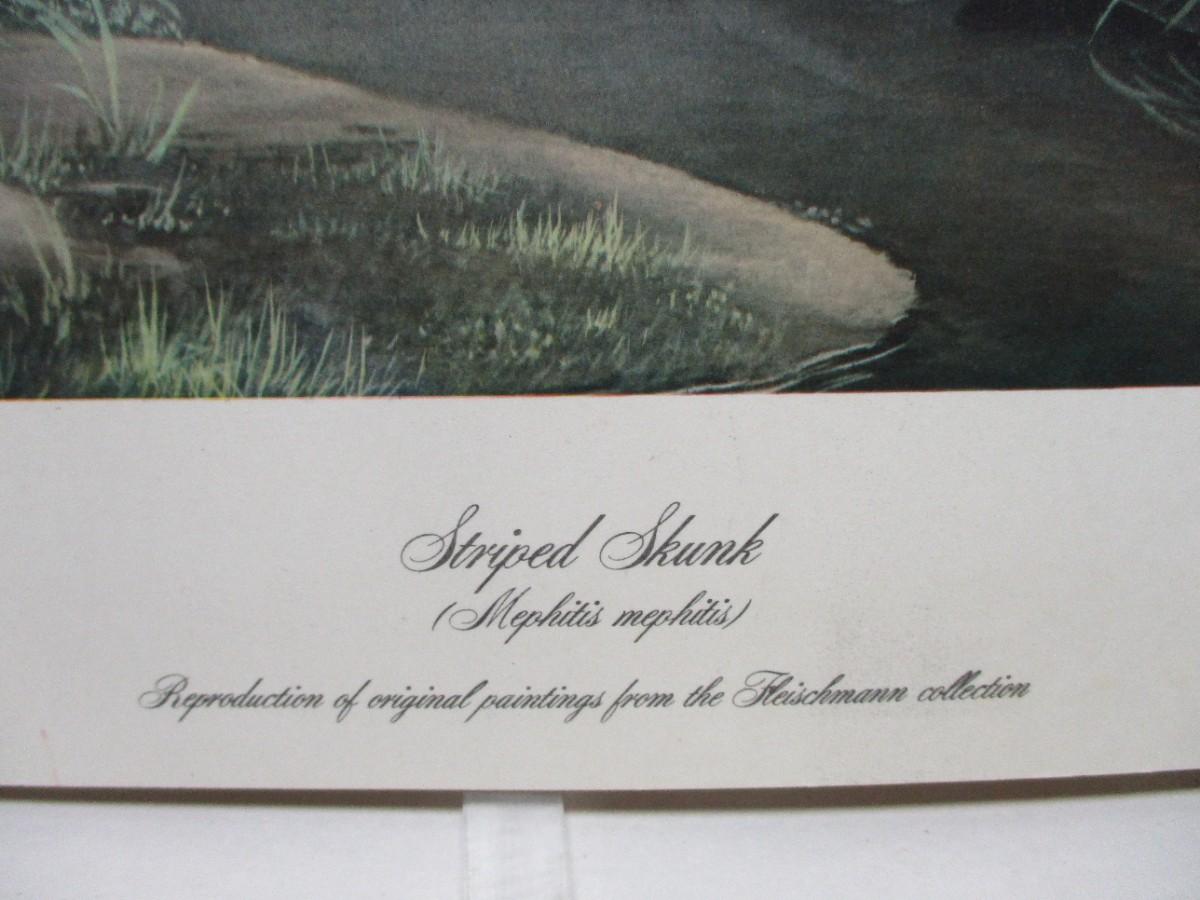 Striped Skunk
(Mephitis mephitis)
Reproduction of original paintings from the Fleischmann collection